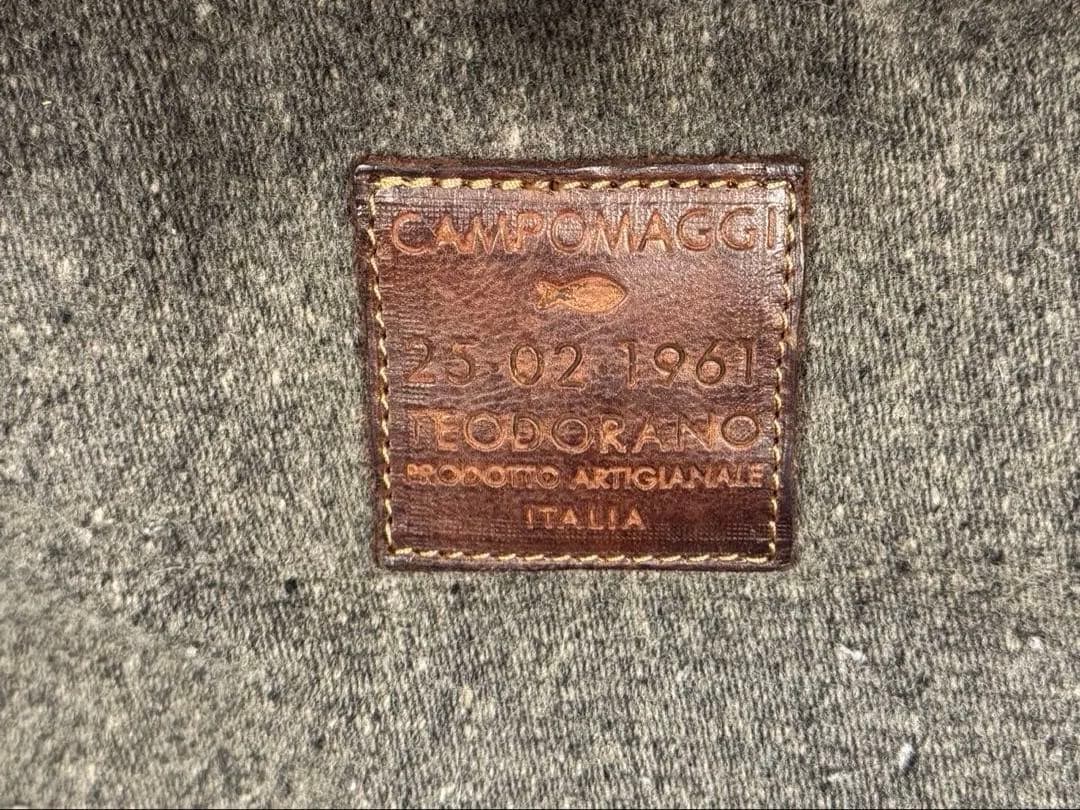 CAMPOMAGGI
25·02·1961
TEODORANO
PRODOTTO ARTIGIANALE
ITALIA